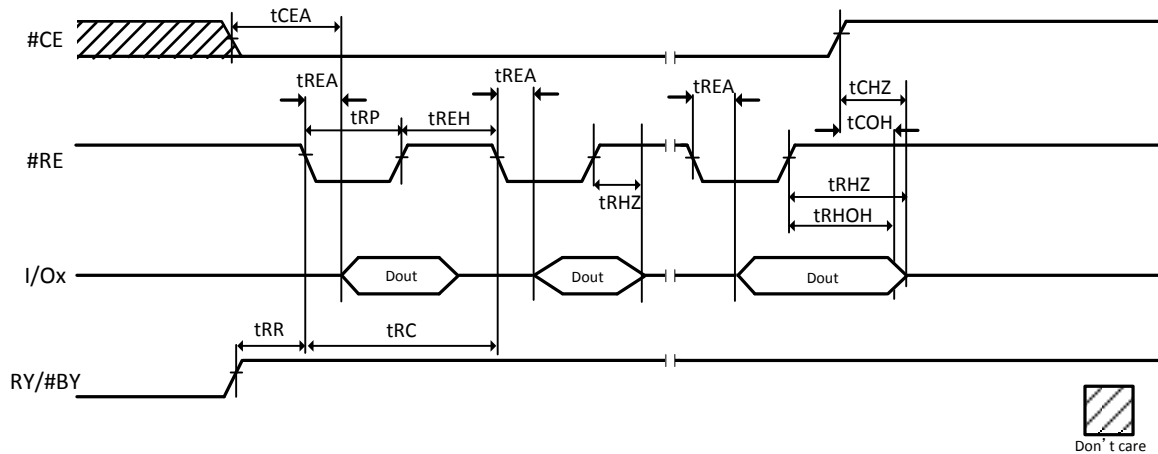 tCEA
#CE
tREA
tREA
tREA
tCHZ
tRP
tREH
tCOH
#RE
tRHZ
tRHZ
tRHOH
I/Ox
Dout
Dout
Dout
tRR
tRC
RY/#BY
Don't care